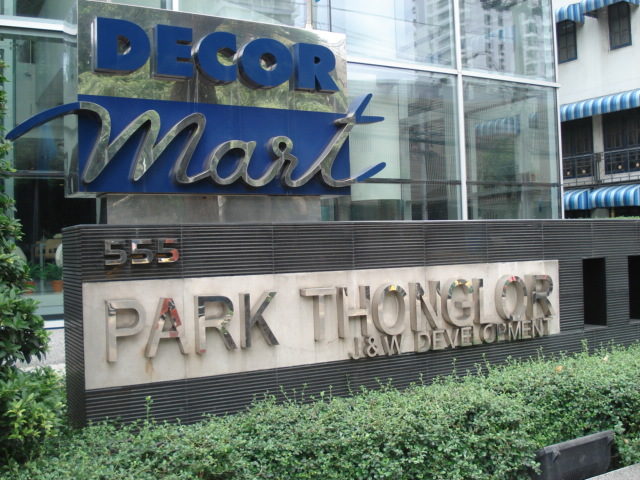 DECOR
Mart
555
PARK THONGLOR
J&W DEVELOPMENT